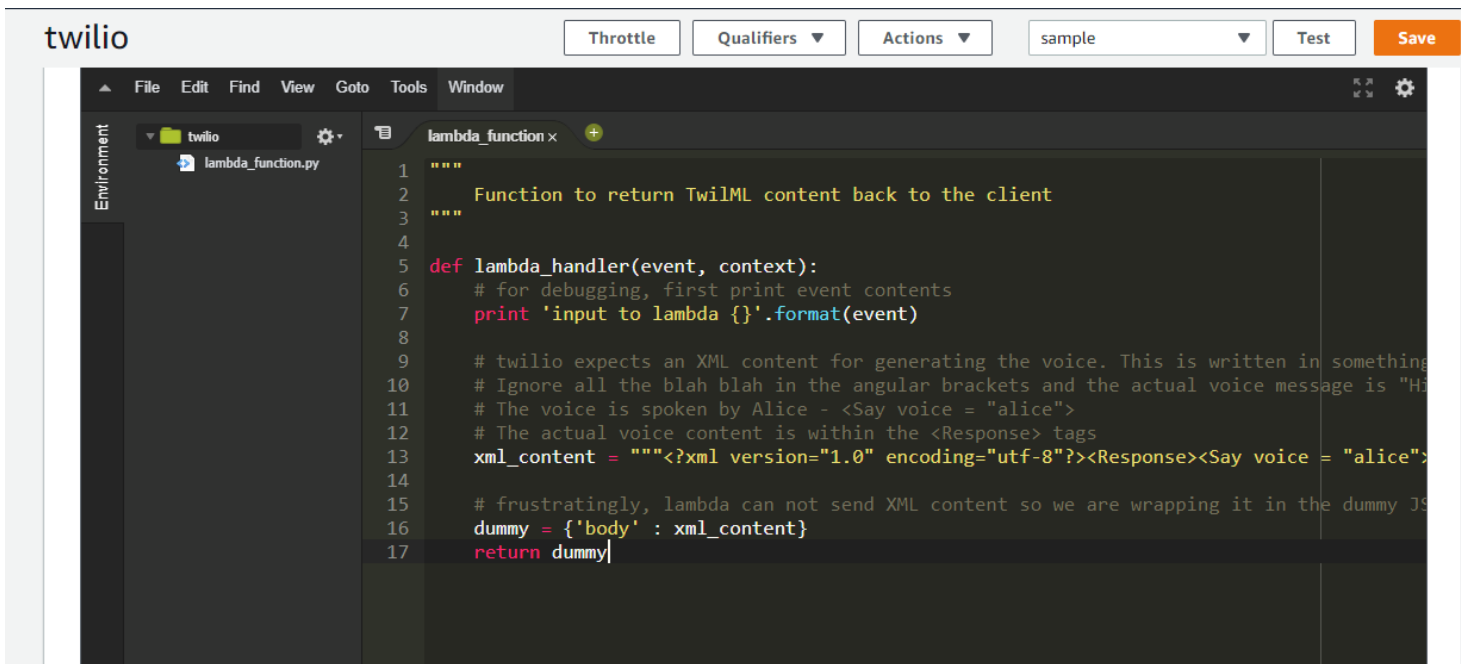 twilio
Throttle Qualifiers Actions sample Test Save
File Edit Find View Goto Tools Window
Environment
twilio
lambda_function.py
lambda_function ×
1 """
2 Function to return TwilML content back to the client
3 """
4
5 def lambda_handler(event, context):
6 # for debugging, first print event contents
7 print 'input to lambda {}'.format(event)
8
9 # twilio expects an XML content for generating the voice. This is written in something
10 # Ignore all the blah blah in the angular brackets and the actual voice message is "Hi
11 # The voice is spoken by Alice - <Say voice = "alice">
12 # The actual voice content is within the <Response> tags
13 xml_content = """<?xml version="1.0" encoding="utf-8"?><Response><Say voice = "alice">
14
15 # frustratingly, lambda can not send XML content so we are wrapping it in the dummy JS
16 dummy = {'body' : xml_content}
17 return dummy